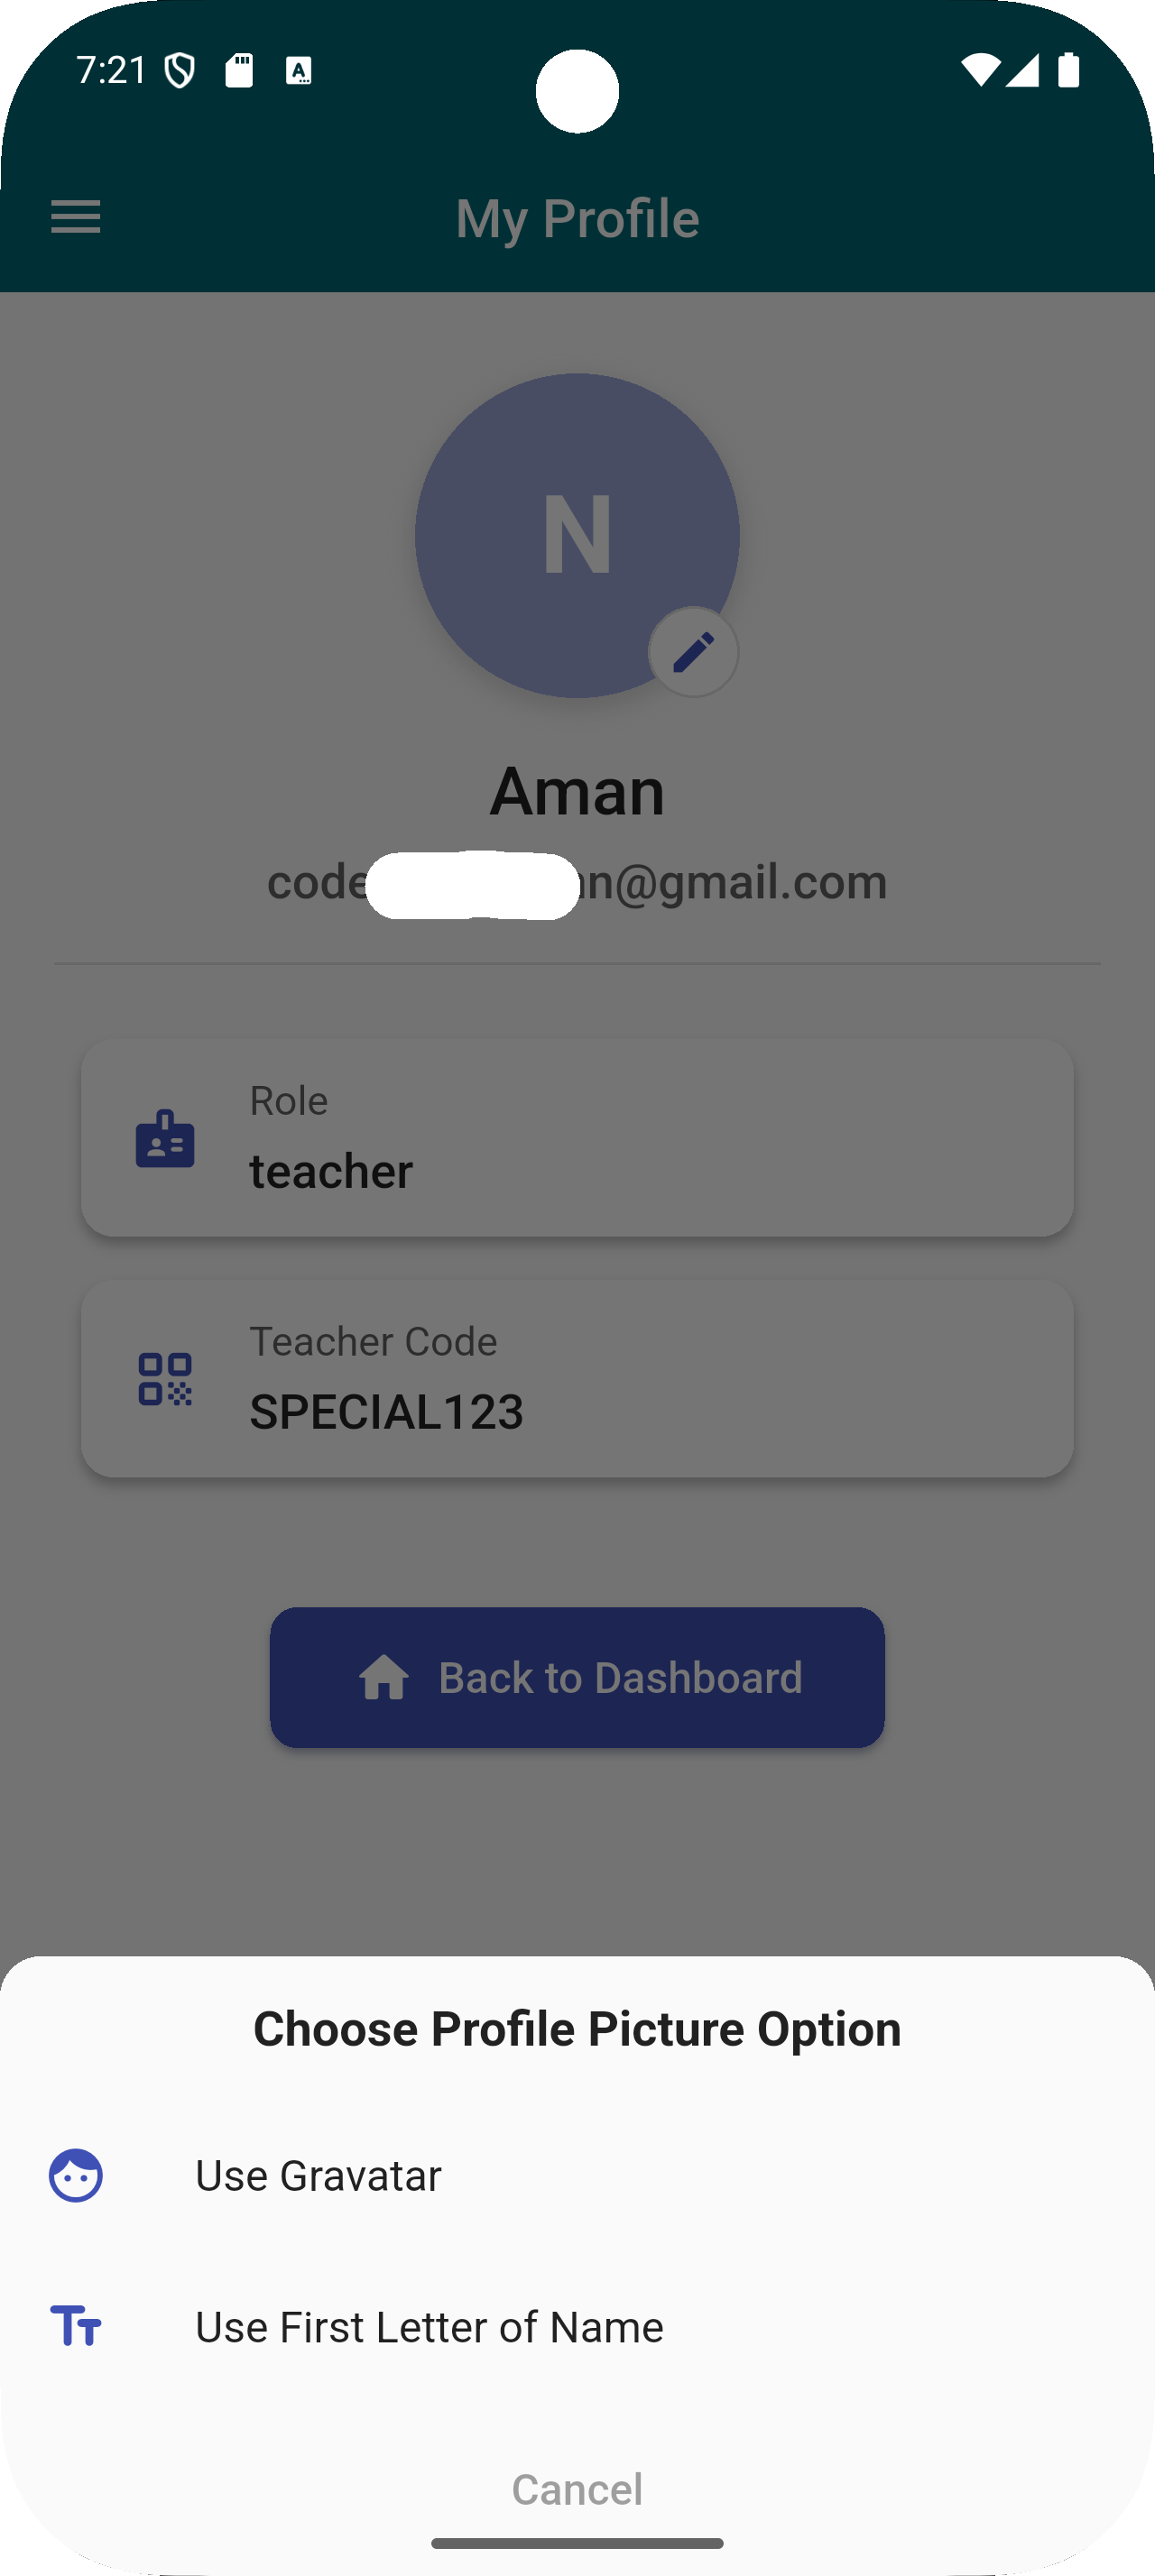 7:21
My Profile
N
Aman
code nn@gmail.com
Role
teacher
Teacher Code
SPECIAL123
Back to Dashboard
Choose Profile Picture Option
Use Gravatar
Use First Letter of Name
Cancel